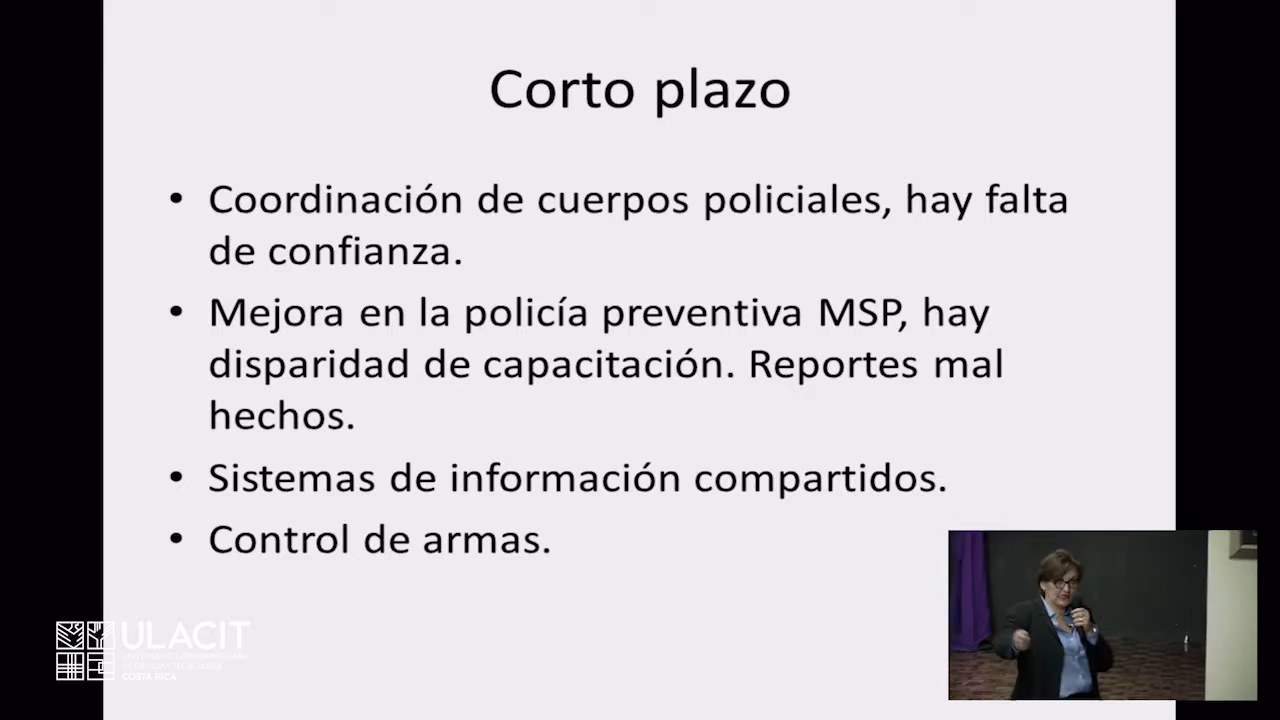 Corto plazo
• Coordinación de cuerpos policiales, hay falta
de confianza.
• Mejora en la policía preventiva MSP, hay
disparidad de capacitación. Reportes mal
hechos.
• Sistemas de información compartidos.
• Control de armas.
ULACIT
COSTA RICA